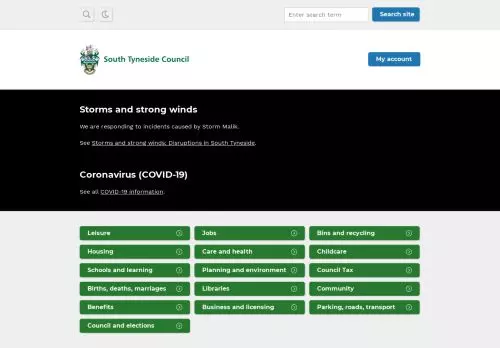 Enter search term
Search site
South Tyneside Council
My account
Storms and strong winds
We are responding to incidents caused by Storm Malik.
See Storms and strong winds: Disruptions in South Tyneside.
Coronavirus (COVID-19)
See all COVID-19 information.
Leisure
Jobs
Bins and recycling
Housing
Care and health
Childcare
Schools and learning
Planning and environment
Council Tax
Births, deaths, marriages
Libraries
Community
Benefits
Business and licensing
Parking, roads, transport
Council and elections